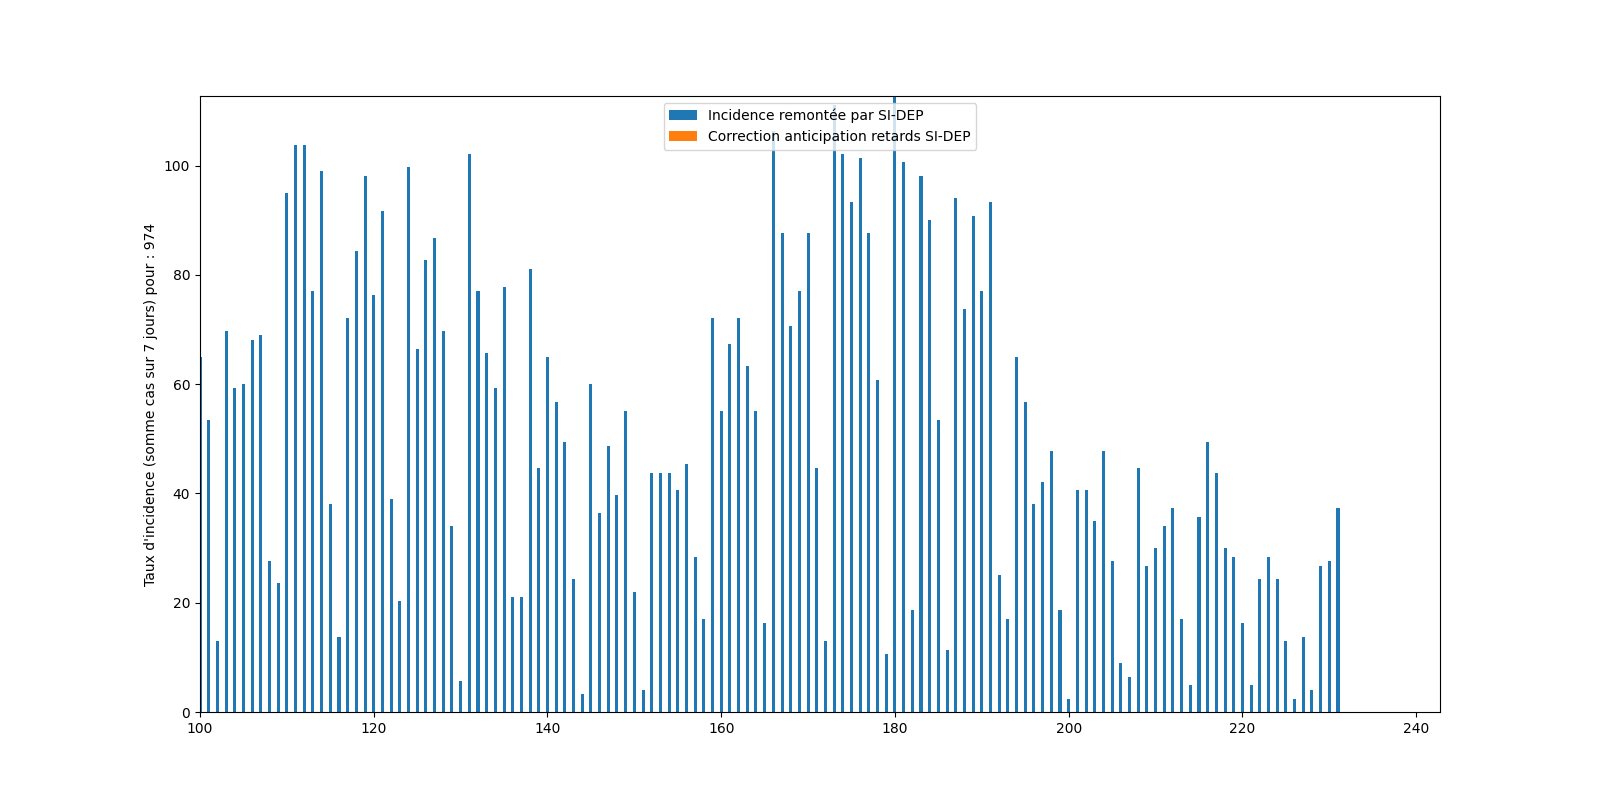 Incidence remontée par SI-DEP
Correction anticipation retards SI-DEP
Taux d'incidence (somme cas sur 7 jours) pour : 974
100
80
60
40
20
0
100 120 140 160 180 200 220 240